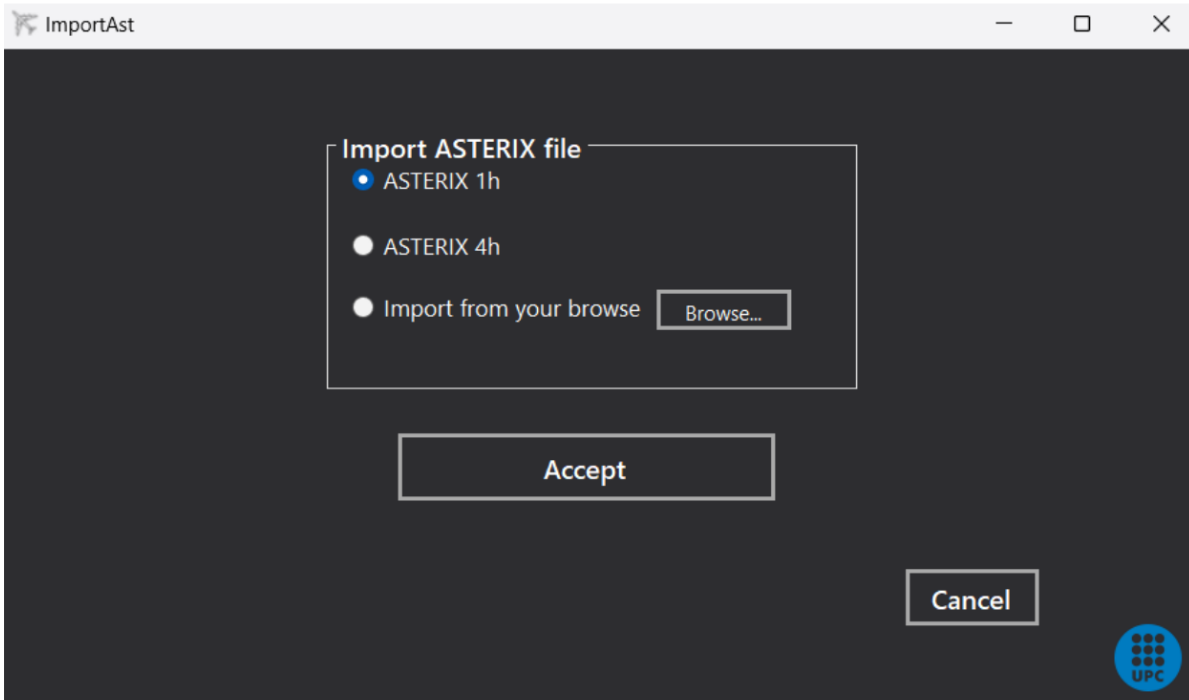 ImportAst
Import ASTERIX file
ASTERIX 1h
ASTERIX 4h
Import from your browse Browse...
Accept
Cancel
UPC